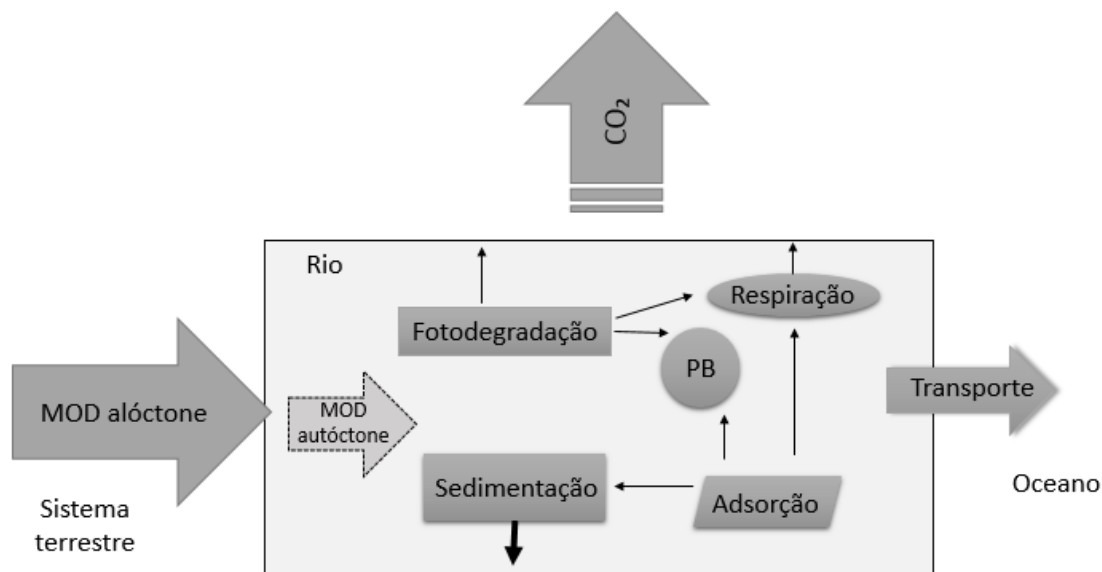 CO₂
Rio
Respiração
Fotodegradação
PB
MOD alóctone
MOD
autóctone
Transporte
Sedimentação
Adsorção
Oceano
Sistema
terrestre